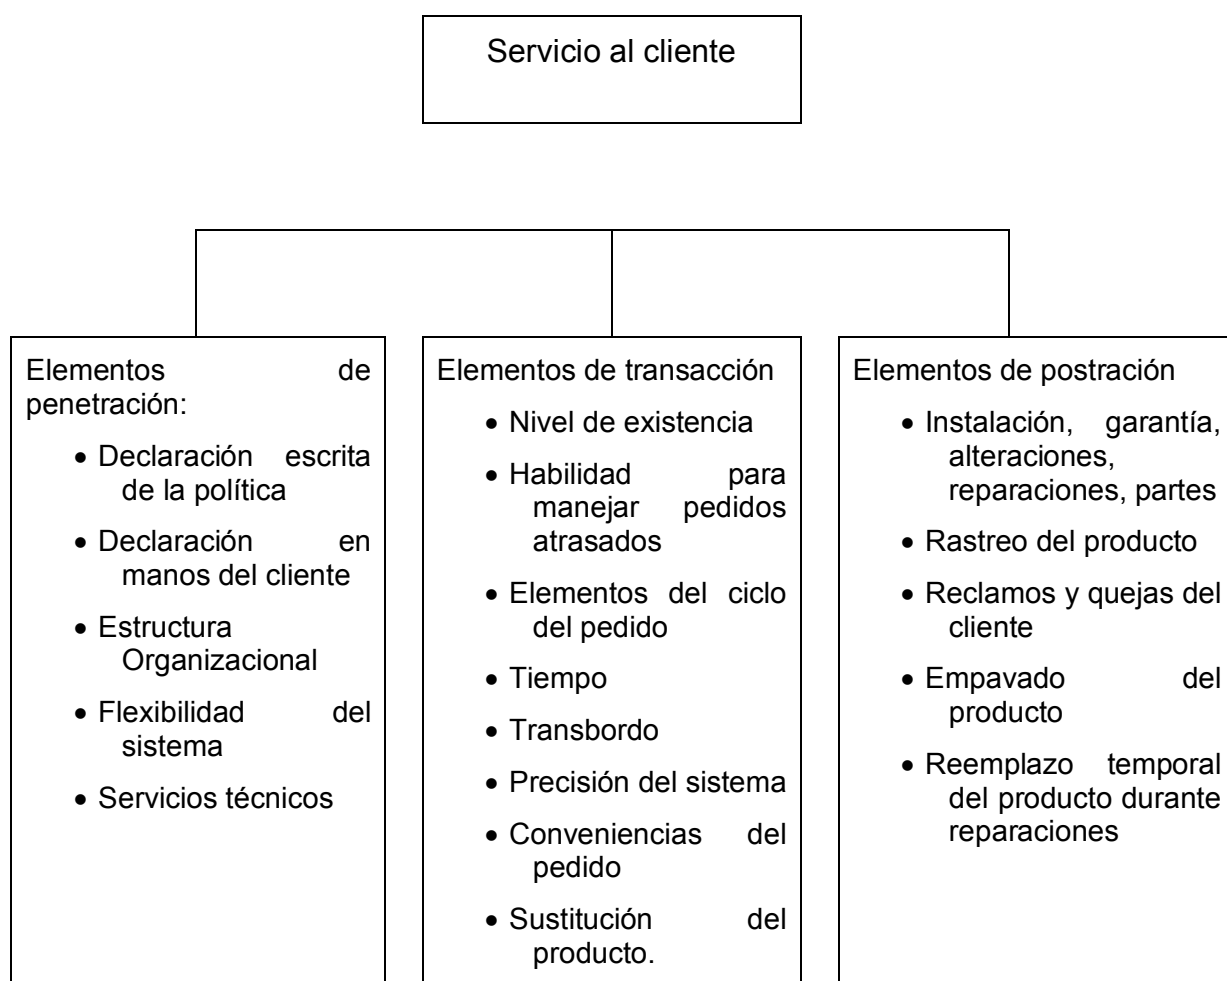 Servicio al cliente
Elementos de
penetración:
• Declaración escrita
de la política
• Declaración en
manos del cliente
• Estructura
Organizacional
• Flexibilidad del
sistema
• Servicios técnicos
Elementos de transacción
• Nivel de existencia
• Habilidad para
manejar pedidos
atrasados
• Elementos del ciclo
del pedido
• Tiempo
• Transbordo
• Precisión del sistema
• Conveniencias del
pedido
• Sustitución del
producto.
Elementos de postración
• Instalación, garantía,
alteraciones,
reparaciones, partes
• Rastreo del producto
• Reclamos y quejas del
cliente
• Empavado del
producto
• Reemplazo temporal
del producto durante
reparaciones